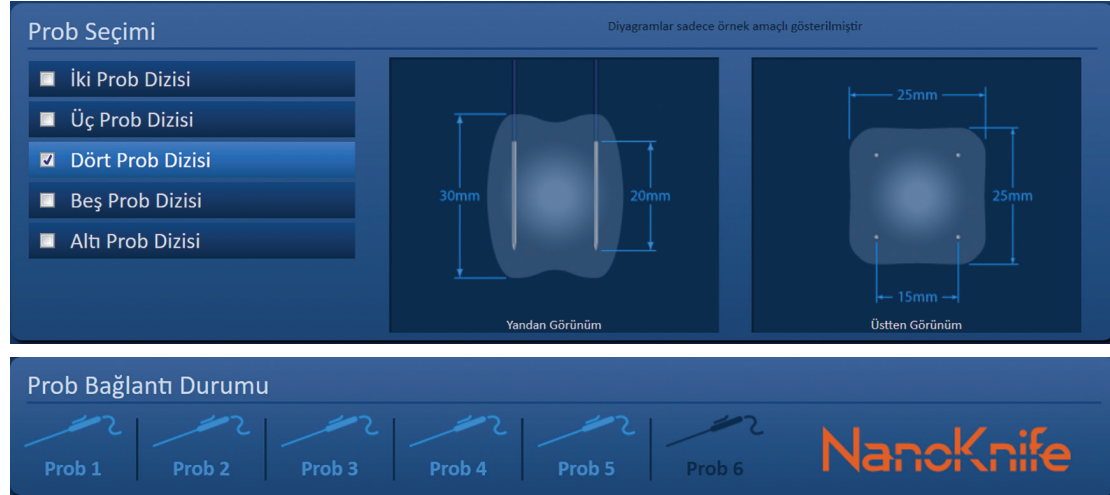 Prob Seçimi
Diyagramlar sadece örnek amaçlı gösterilmiştir
İki Prob Dizisi
Üç Prob Dizisi
Dört Prob Dizisi
Beş Prob Dizisi
Altı Prob Dizisi
30mm
20mm
Yandan Görünüm
25mm
25mm
15mm
Üstten Görünüm
Prob Bağlantı Durumu
Prob 1
Prob 2
Prob 3
Prob 4
Prob 5
Prob 6
NanoKnife